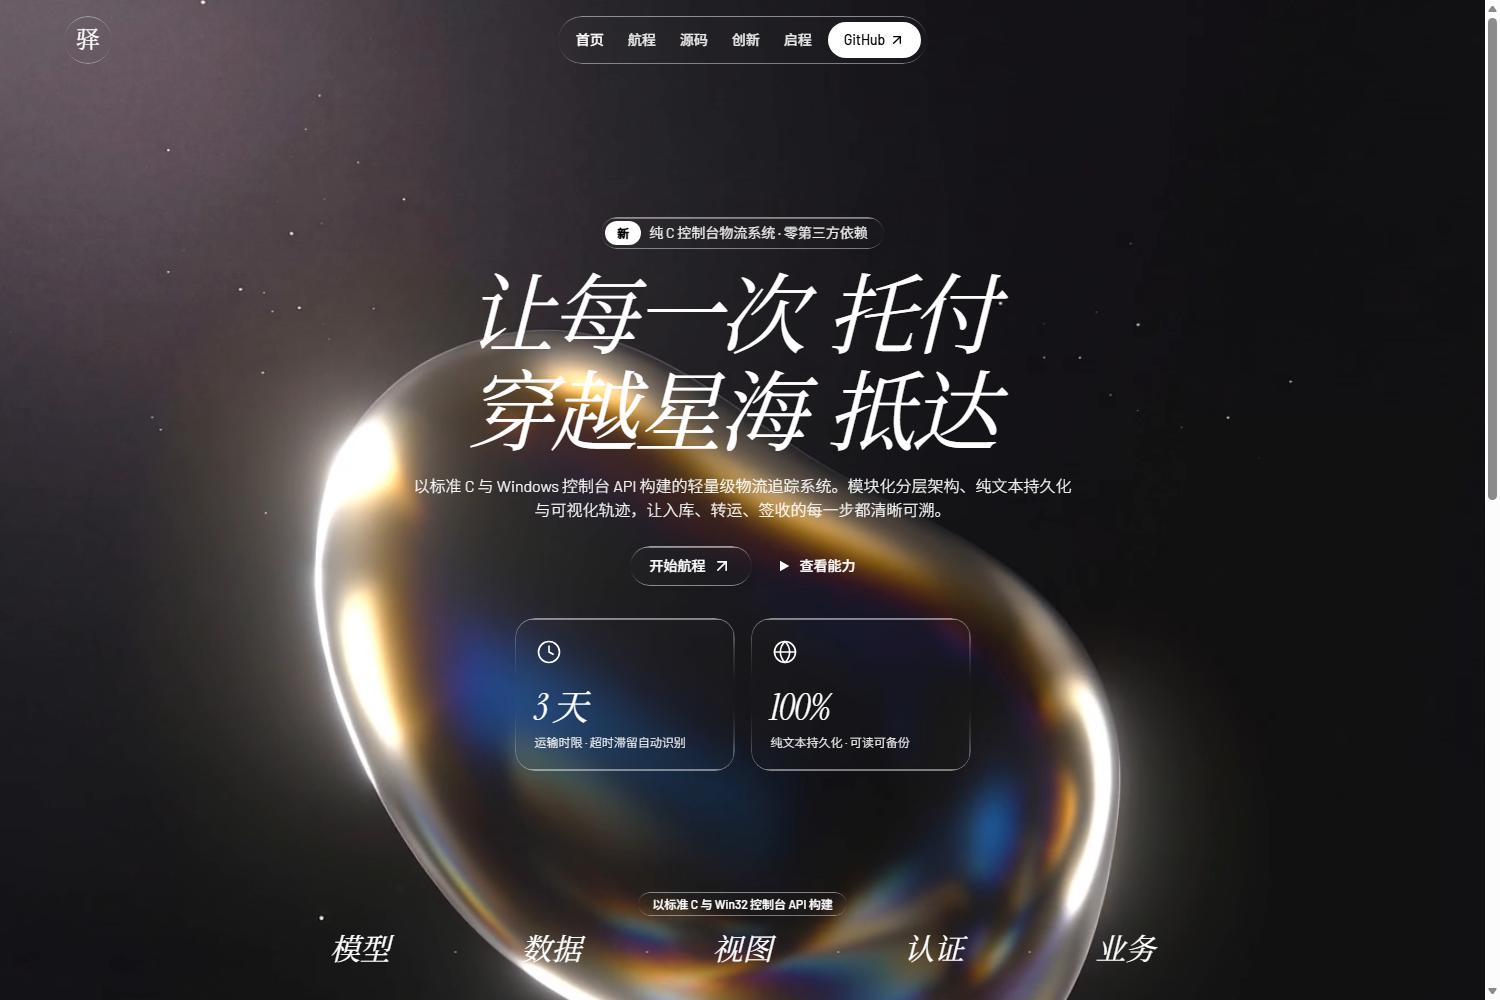 驿
首页 航程 源码 创新 启程 GitHub
新 纯 C 控制台物流系统 · 零第三方依赖
让每一次 托付
穿越星海 抵达
以标准 C 与 Windows 控制台 API 构建的轻量级物流追踪系统。模块化分层架构、纯文本持久化
与可视化轨迹，让入库、转运、签收的每一步都清晰可溯。
开始航程 查看能力
3 天
运输时限 · 超时滞留自动识别
100%
纯文本持久化 · 可读可备份
以标准 C 与 Win32 控制台 API 构建
模型 · 数据 · 视图 · 认证 · 业务